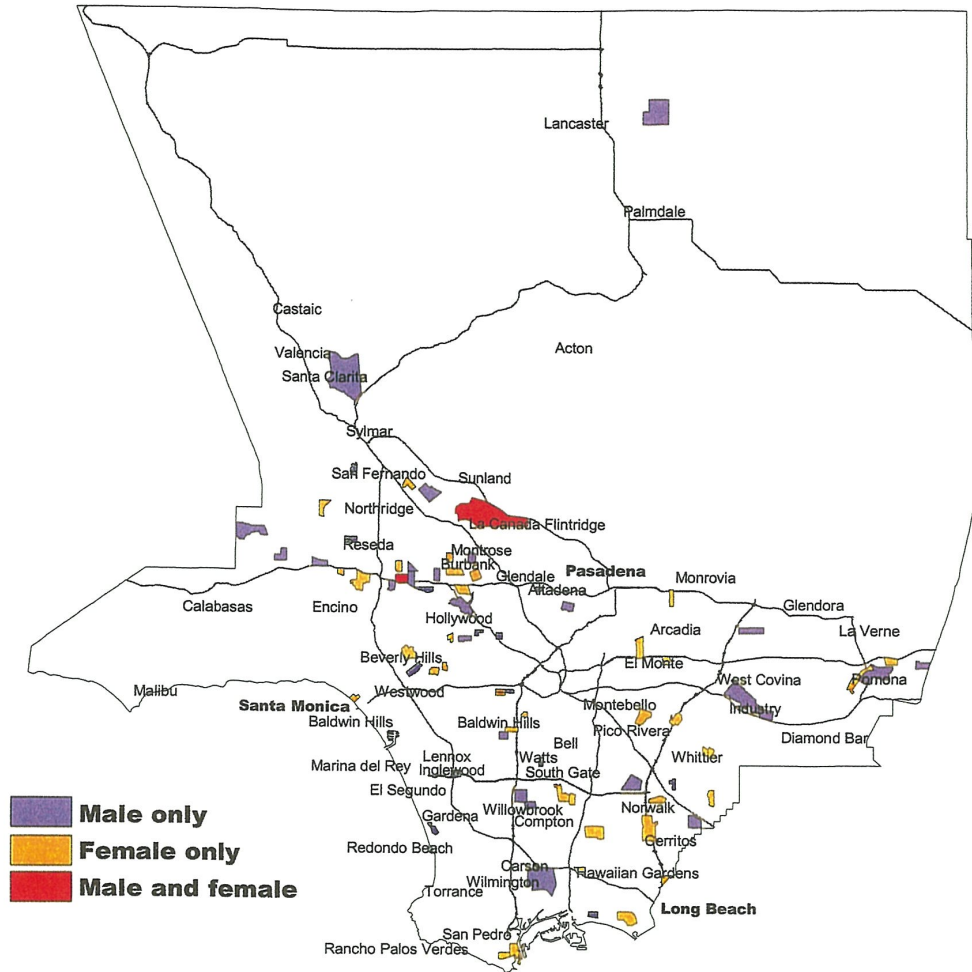 Lancaster
Palmdale
Castaic
Acton
Valencia
Santa Clarita
Sylmar
San Fernando
Sunland
Northridge
La Canada Flintridge
Reseda
Montrose
Burbank
Glendale
Pasadena
Monrovia
Altadena
Calabasas
Encino
Hollywood
Glendora
Arcadia
La Verne
Beverly Hills
El Monte
West Covina
Pomona
Malibu
Westwood
Santa Monica
Montebello
Industry
Baldwin Hills
Baldwin Hills
Pico Rivera
Diamond Bar
Bell
Lennox
Watts
Whittier
Marina del Rey
Inglewood
South Gate
El Segundo
Male only
Willowbrook
Norwalk
Gardena
Compton
Female only
Redondo Beach
Cerritos
Male and female
Carson
Hawaiian Gardens
Wilmington
Torrance
Long Beach
San Pedro
Rancho Palos Verdes